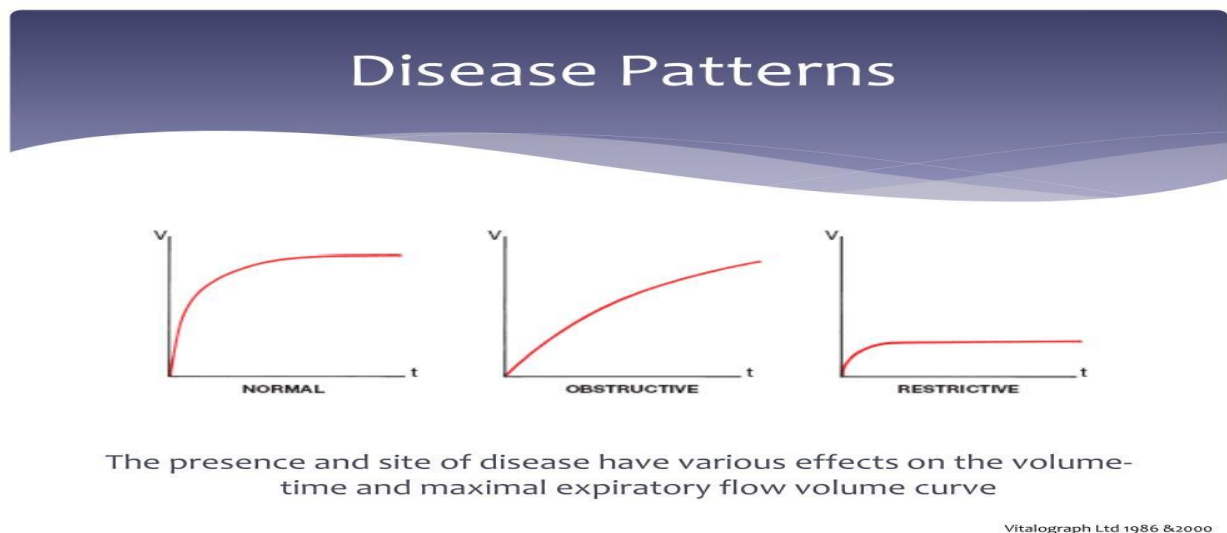 Disease Patterns
V
t
NORMAL
V
t
OBSTRUCTIVE
V
t
RESTRICTIVE
The presence and site of disease have various effects on the volume-
time and maximal expiratory flow volume curve
Vitalograph Ltd 1986 &2000